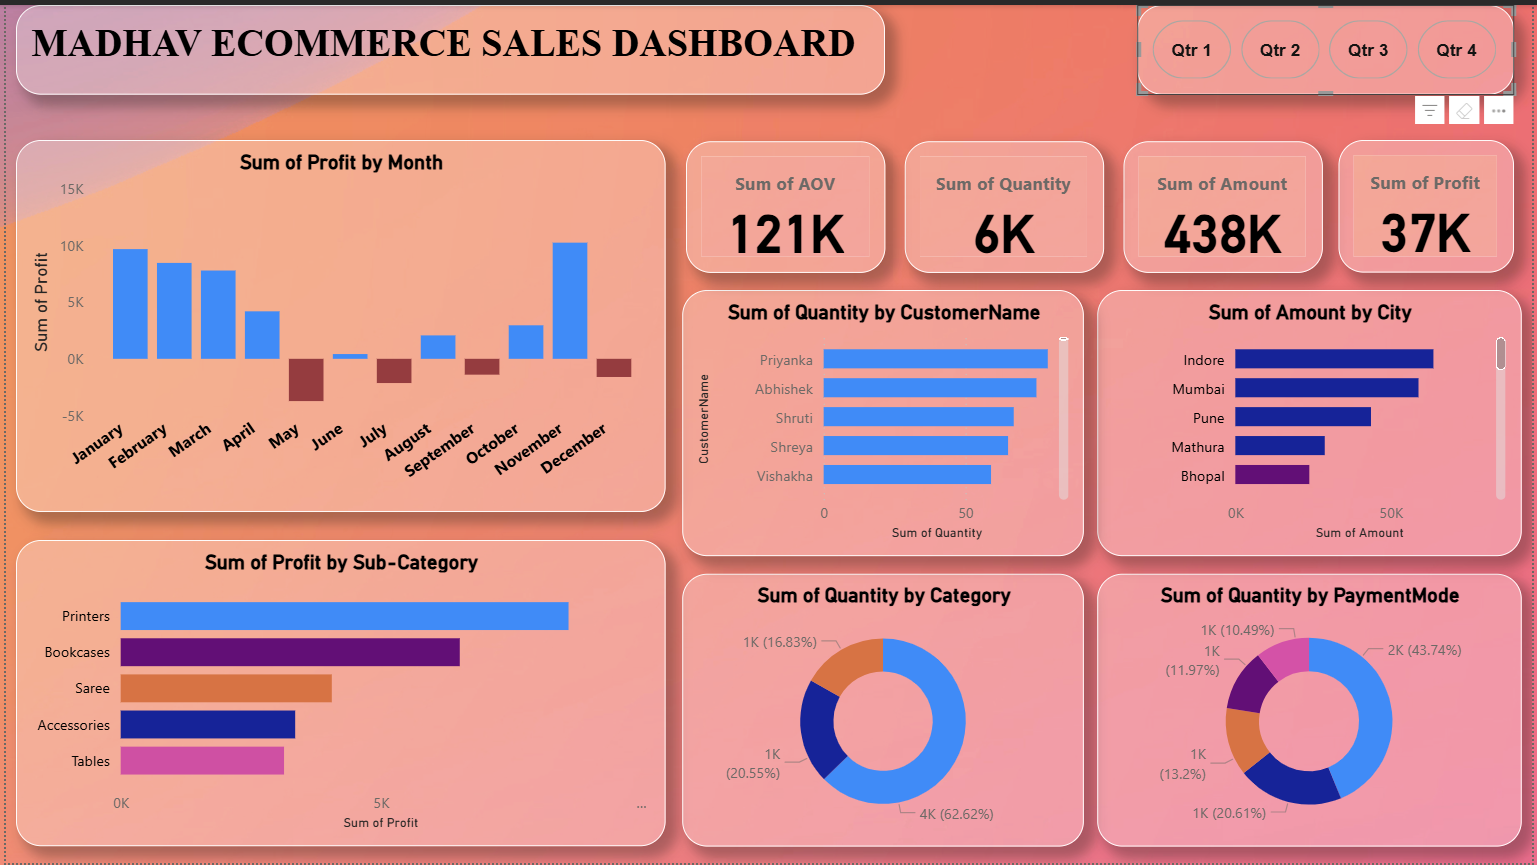 MADHAV ECOMMERCE SALES DASHBOARD
Qtr 1 Qtr 2 Qtr 3 Qtr 4
Sum of Profit by Month
Sum of Profit
15K
10K
5K
0K
-5K
January February March April May June July August September October November December
Sum of AOV
121K
Sum of Quantity
6K
Sum of Amount
438K
Sum of Profit
37K
Sum of Quantity by CustomerName
CustomerName
Priyanka
Abhishek
Shruti
Shreya
Vishakha
0 50
Sum of Quantity
Sum of Amount by City
Indore
Mumbai
Pune
Mathura
Bhopal
0K 50K
Sum of Amount
Sum of Profit by Sub-Category
Printers
Bookcases
Saree
Accessories
Tables
0K 5K ...
Sum of Profit
Sum of Quantity by Category
1K (16.83%)
1K
(20.55%)
4K (62.62%)
Sum of Quantity by PaymentMode
1K (10.49%)
2K (43.74%)
1K
(11.97%)
1K
(13.2%)
1K (20.61%)